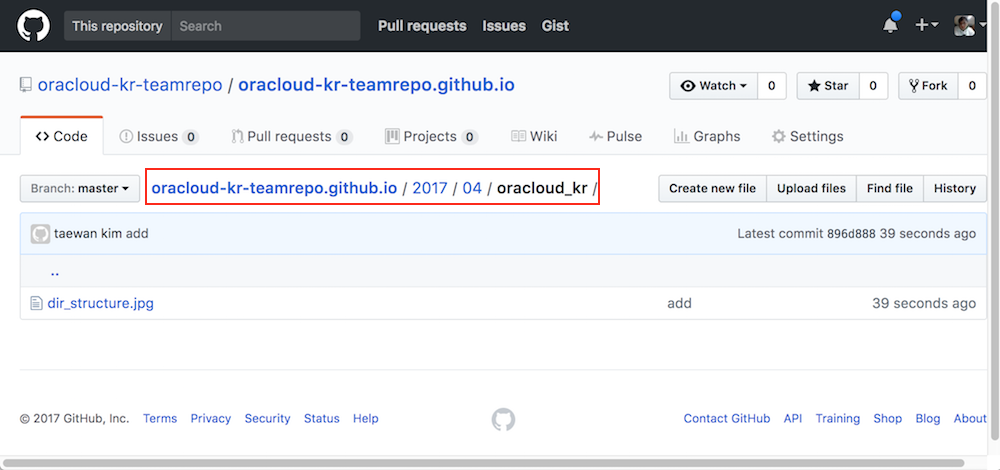 This repository Search Pull requests Issues Gist
oracloud-kr-teamrepo / oracloud-kr-teamrepo.github.io Watch 0 Star 0 Fork 0
Code Issues 0 Pull requests 0 Projects 0 Wiki Pulse Graphs Settings
Branch: master oracloud-kr-teamrepo.github.io / 2017 / 04 / oracloud_kr / Create new file Upload files Find file History
taewan kim add Latest commit 896d888 39 seconds ago
..
dir_structure.jpg add 39 seconds ago
© 2017 GitHub, Inc. Terms Privacy Security Status Help Contact GitHub API Training Shop Blog About